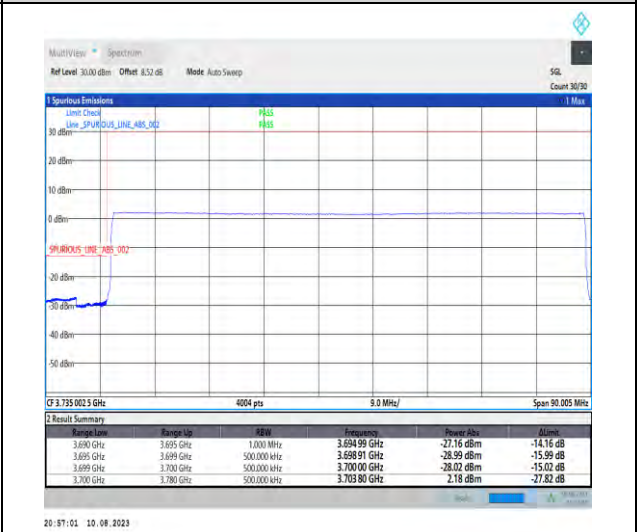 MultiView Spectrum
Ref Level 30.00 dBm Offset 8.52 dB Mode Auto Sweep SGL
Count 30/30
1 Spurious Emissions 1 Max
Limit Check PASS
Line _SPURIOUS_LINE_ABS_002 PASS
30 dBm
20 dBm
10 dBm
0 dBm
_SPURIOUS_LINE_ABS_002
-20 dBm
-30 dBm
-40 dBm
-50 dBm
CF 3.735 002 5 GHz 4004 pts 9.0 MHz/ Span 90.005 MHz
2 Result Summary
Range Low Range Up RBW Frequency Power Abs ΔLimit
3.690 GHz 3.695 GHz 1.000 MHz 3.694 99 GHz -27.16 dBm -14.16 dB
3.695 GHz 3.699 GHz 500.000 kHz 3.698 91 GHz -28.99 dBm -15.99 dB
3.699 GHz 3.700 GHz 500.000 kHz 3.700 00 GHz -28.02 dBm -15.02 dB
3.700 GHz 3.780 GHz 500.000 kHz 3.703 80 GHz 2.18 dBm -27.82 dB
20:57:01 10.08.2023